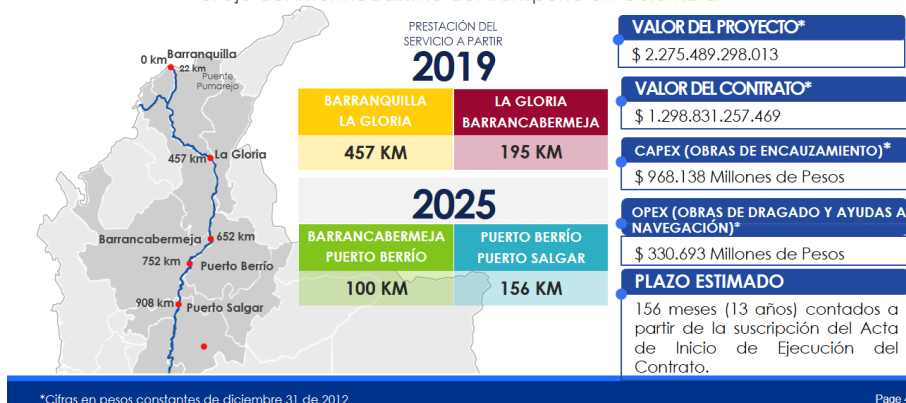 PRESTACIÓN DEL
SERVICIO A PARTIR
2019
BARRANQUILLA
LA GLORIA
457 KM
LA GLORIA
BARRANCABERMEJA
195 KM
2025
BARRANCABERMEJA
PUERTO BERRÍO
100 KM
PUERTO BERRÍO
PUERTO SALGAR
156 KM
0 km
Barranquilla
22 km
Puente
Pumarejo
457 km
La Gloria
Barrancabermeja
652 km
752 km
Puerto Berrío
908 km
Puerto Salgar
VALOR DEL PROYECTO*
$ 2.275.489.298.013
VALOR DEL CONTRATO*
$ 1.298.831.257.469
CAPEX (OBRAS DE ENCAUZAMIENTO)*
$ 968.138 Millones de Pesos
OPEX (OBRAS DE DRAGADO Y AYUDAS A
NAVEGACIÓN)*
$ 330.693 Millones de Pesos
PLAZO ESTIMADO
156 meses (13 años) contados a
partir de la suscripción del Acta
de Inicio de Ejecución del
Contrato.
*Cifras en pesos constantes de diciembre 31 de 2012
Page